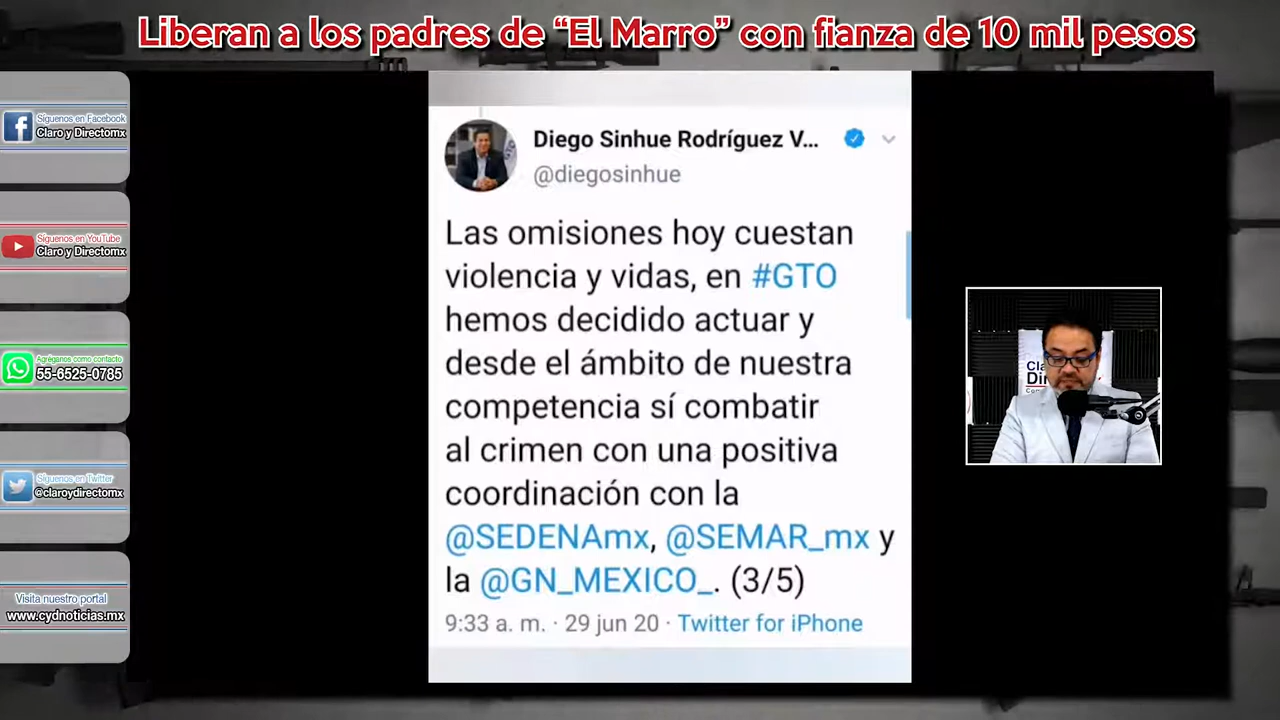 Liberan a los padres de “El Marro” con fianza de 10 mil pesos
Síguenos en Facebook
Claro y Directomx
Síguenos en YouTube
Claro y Directomx
Agréganos como contacto
55-6525-0785
Síguenos en Twitter
@claroydirectomx
Visita nuestro portal
www.cydnoticias.mx
Diego Sinhue Rodríguez V...
@diegosinhue
Las omisiones hoy cuestan
violencia y vidas, en #GTO
hemos decidido actuar y
desde el ámbito de nuestra
competencia sí combatir
al crimen con una positiva
coordinación con la
@SEDENAmx, @SEMAR_mx y
la @GN_MEXICO_. (3/5)
9:33 a. m. · 29 jun 20 · Twitter for iPhone